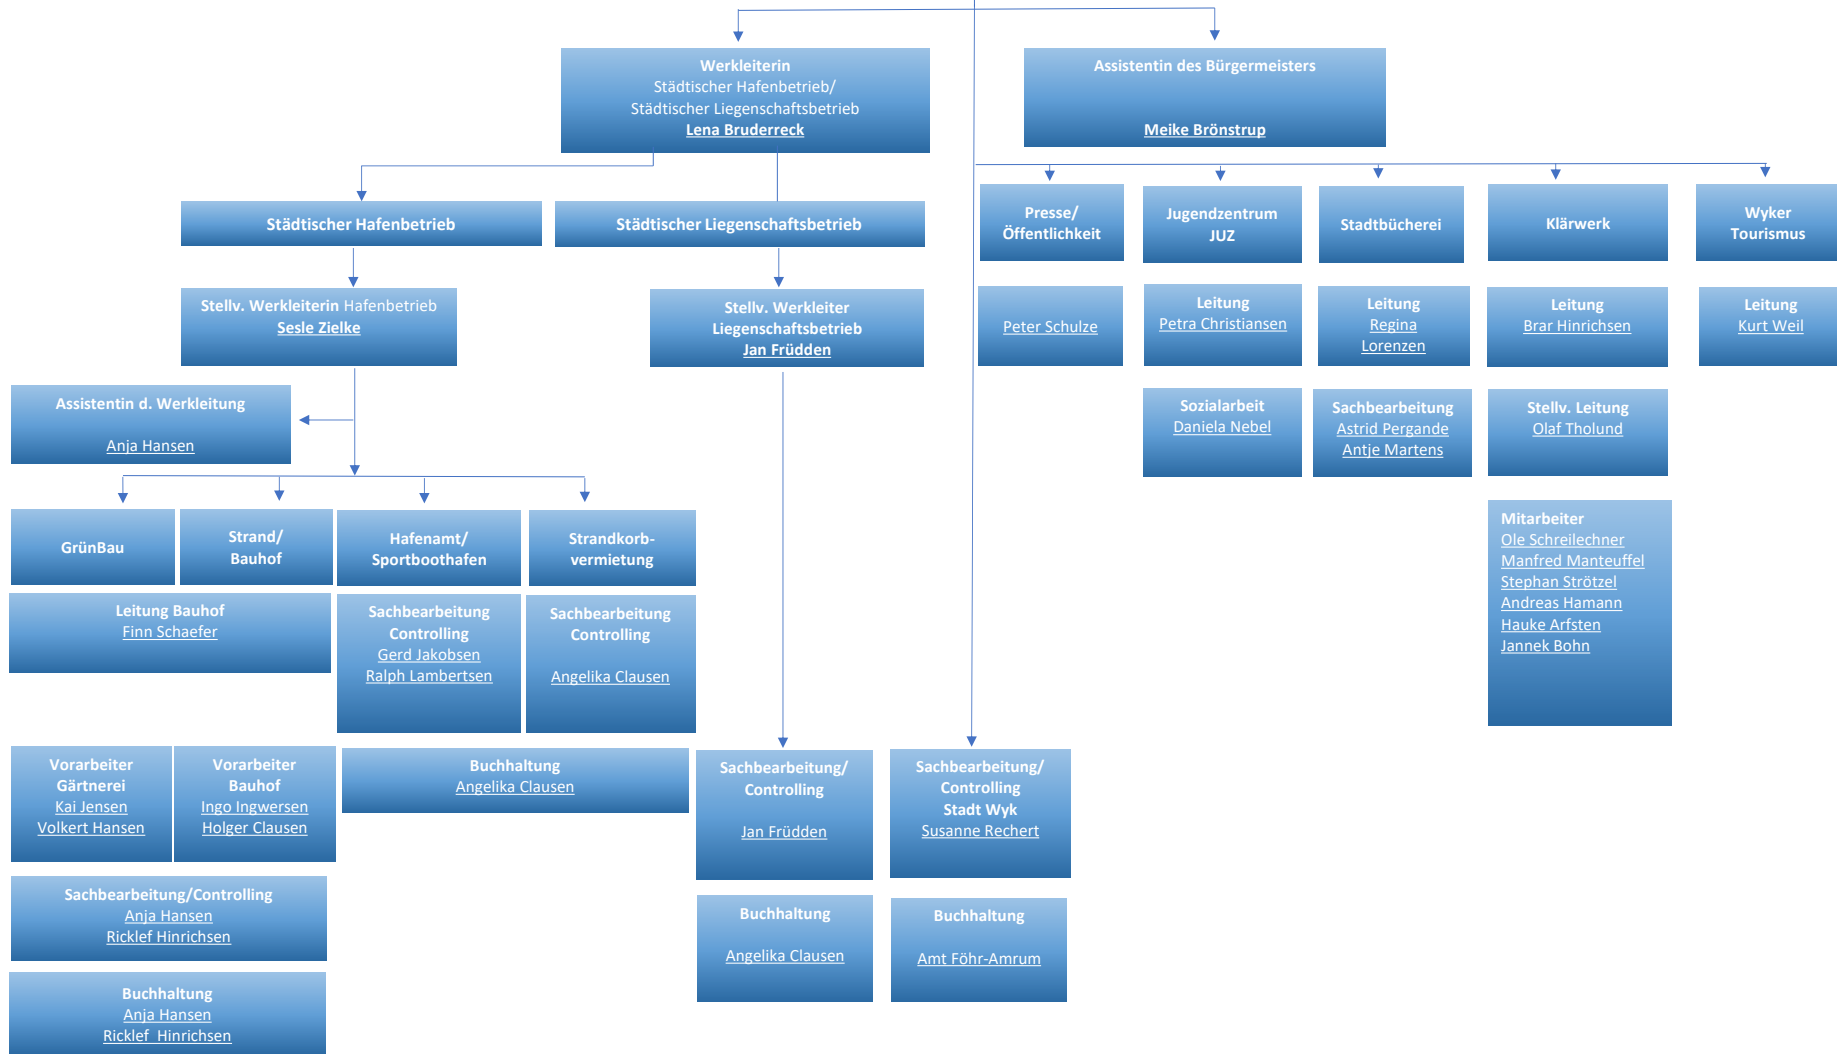 Werkleiterin
Städtischer Hafenbetrieb/
Städtischer Liegenschaftsbetrieb
Lena Bruderreck
Assistentin des Bürgermeisters
Meike Brönstrup
Städtischer Hafenbetrieb
Städtischer Liegenschaftsbetrieb
Presse/
Öffentlichkeit
Jugendzentrum
JUZ
Stadtbücherei
Klärwerk
Wyker
Tourismus
Stellv. Werkleiterin Hafenbetrieb
Sesle Zielke
Stellv. Werkleiter
Liegenschaftsbetrieb
Jan Früdden
Peter Schulze
Leitung
Petra Christiansen
Leitung
Regina
Lorenzen
Leitung
Brar Hinrichsen
Leitung
Kurt Weil
Assistentin d. Werkleitung
Anja Hansen
Sozialarbeit
Daniela Nebel
Sachbearbeitung
Astrid Pergande
Antje Martens
Stellv. Leitung
Olaf Tholund
GrünBau
Strand/
Bauhof
Hafenamt/
Sportboothafen
Strandkorb-
vermietung
Mitarbeiter
Ole Schreilechner
Manfred Manteuffel
Stephan Strötzel
Andreas Hamann
Hauke Arfsten
Jannek Bohn
Leitung Bauhof
Finn Schaefer
Sachbearbeitung
Controlling
Gerd Jakobsen
Ralph Lambertsen
Sachbearbeitung
Controlling
Angelika Clausen
Vorarbeiter
Gärtnerei
Kai Jensen
Volkert Hansen
Vorarbeiter
Bauhof
Ingo Ingwersen
Holger Clausen
Buchhaltung
Angelika Clausen
Sachbearbeitung/
Controlling
Jan Früdden
Sachbearbeitung/
Controlling
Stadt Wyk
Susanne Rechert
Sachbearbeitung/Controlling
Anja Hansen
Ricklef Hinrichsen
Buchhaltung
Angelika Clausen
Buchhaltung
Amt Föhr-Amrum
Buchhaltung
Anja Hansen
Ricklef Hinrichsen